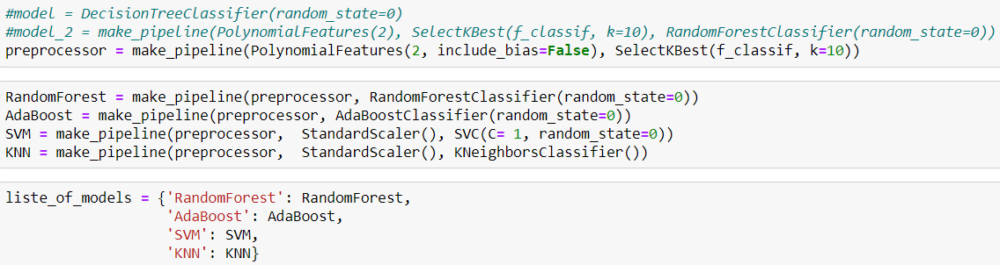 #model = DecisionTreeClassifier(random_state=0)
#model_2 = make_pipeline(PolynomialFeatures(2), SelectKBest(f_classif, k=10), RandomForestClassifier(random_state=0))
preprocessor = make_pipeline(PolynomialFeatures(2, include_bias=False), SelectKBest(f_classif, k=10))
RandomForest = make_pipeline(preprocessor, RandomForestClassifier(random_state=0))
AdaBoost = make_pipeline(preprocessor, AdaBoostClassifier(random_state=0))
SVM = make_pipeline(preprocessor,  StandardScaler(), SVC(C= 1, random_state=0))
KNN = make_pipeline(preprocessor,  StandardScaler(), KNeighborsClassifier())
liste_of_models = {'RandomForest': RandomForest,
                   'AdaBoost': AdaBoost,
                   'SVM': SVM,
                   'KNN': KNN}